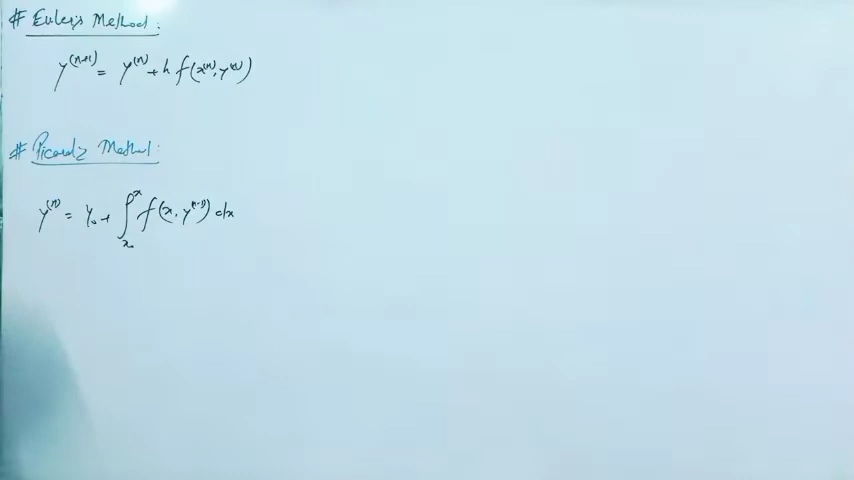 # Euler's Method:
y^(n+1) = y^(n) + h f(x^(n), y^(n))
# Picard's Method:
y^(n) = y₀ + ∫_{x₀}^{x} f(x, y^(n-1)) dx